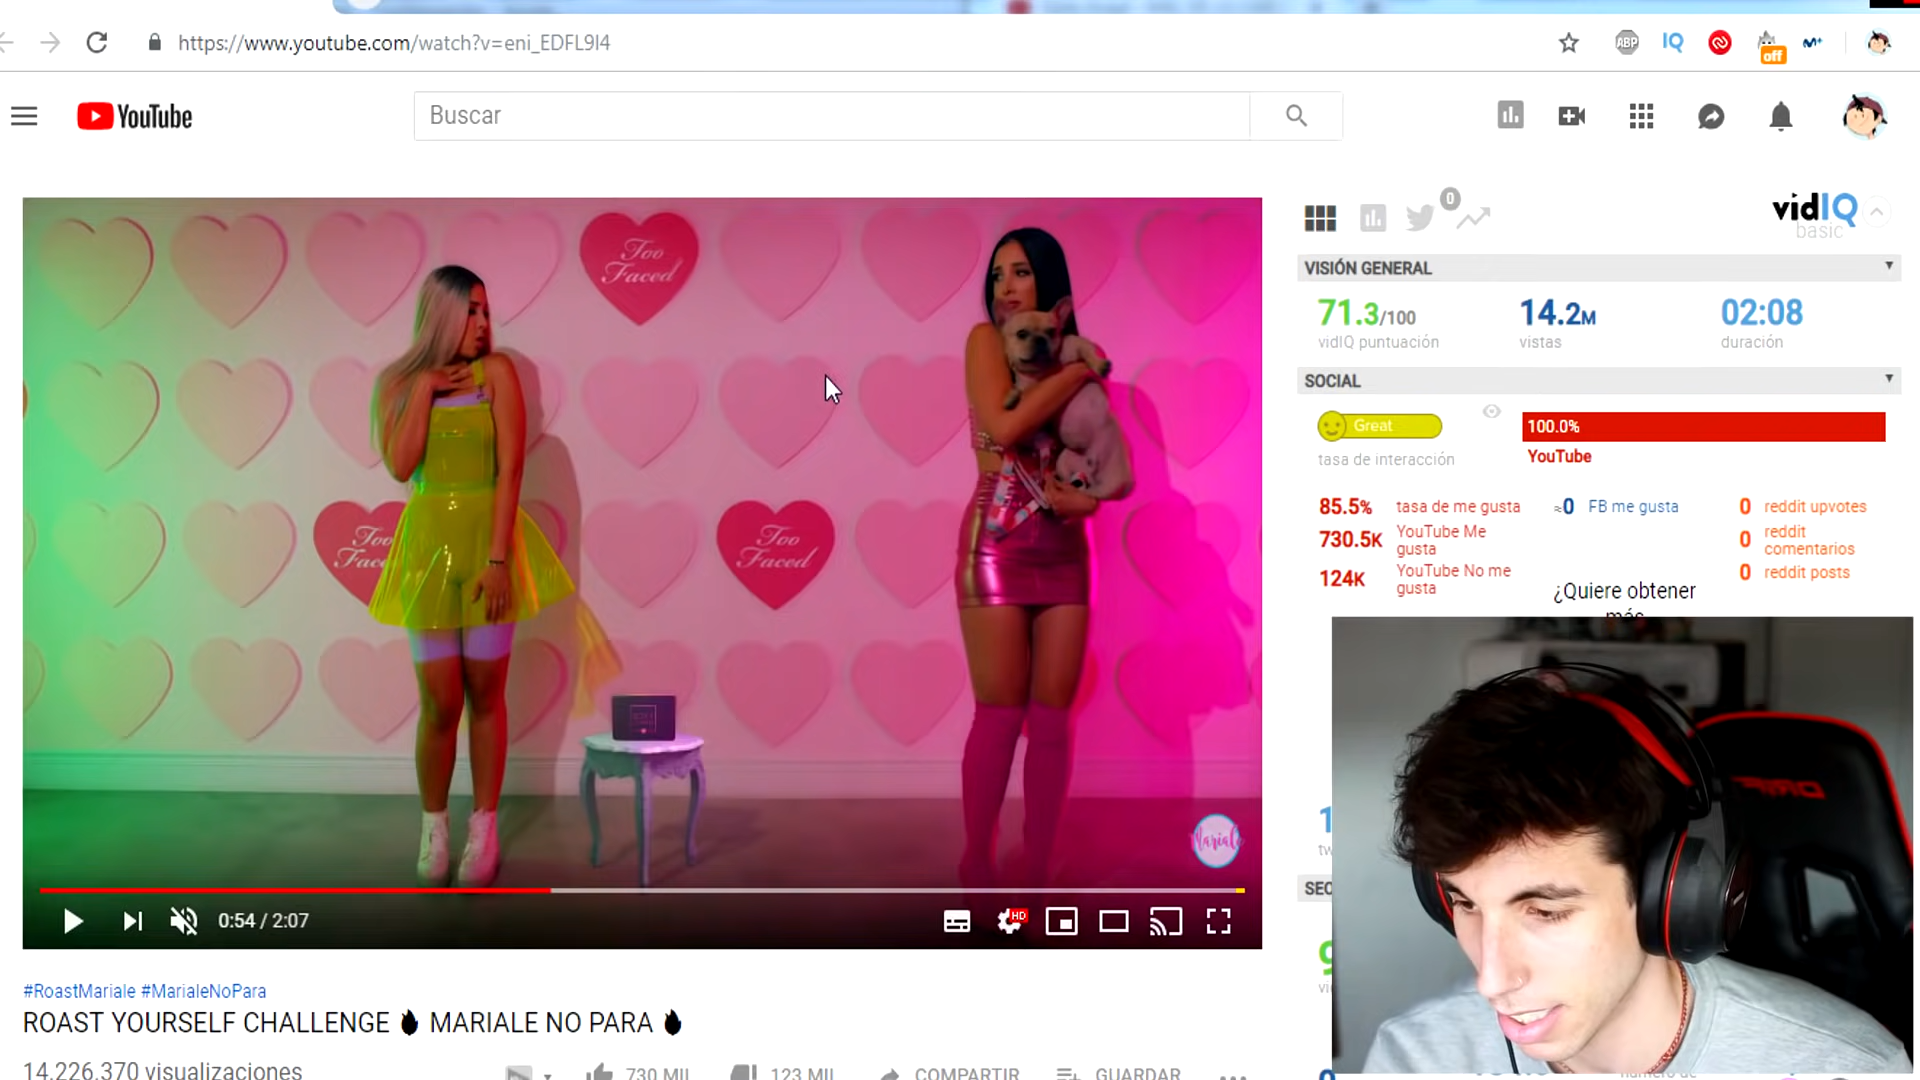 https://www.youtube.com/watch?v=eni_EDFL9I4
ABP
IQ
off
YouTube
Buscar
Too
Faced
Too
Faced
Too
Faced
Mariale
0:54 / 2:07
HD
#RoastMariale #MarialeNoPara
ROAST YOURSELF CHALLENGE MARIALE NO PARA
14.226.370 visualizaciones
730 MIL
123 MIL
COMPARTIR
GUARDAR
0
vidIQ
basic
VISIÓN GENERAL
71.3/100
vidIQ puntuación
14.2M
vistas
02:08
duración
SOCIAL
Great
tasa de interacción
100.0%
YouTube
85.5% tasa de me gusta
730.5K YouTube Me
gusta
124K YouTube No me
gusta
≈0 FB me gusta
¿Quiere obtener
más
0 reddit upvotes
0 reddit
comentarios
0 reddit posts
SEO